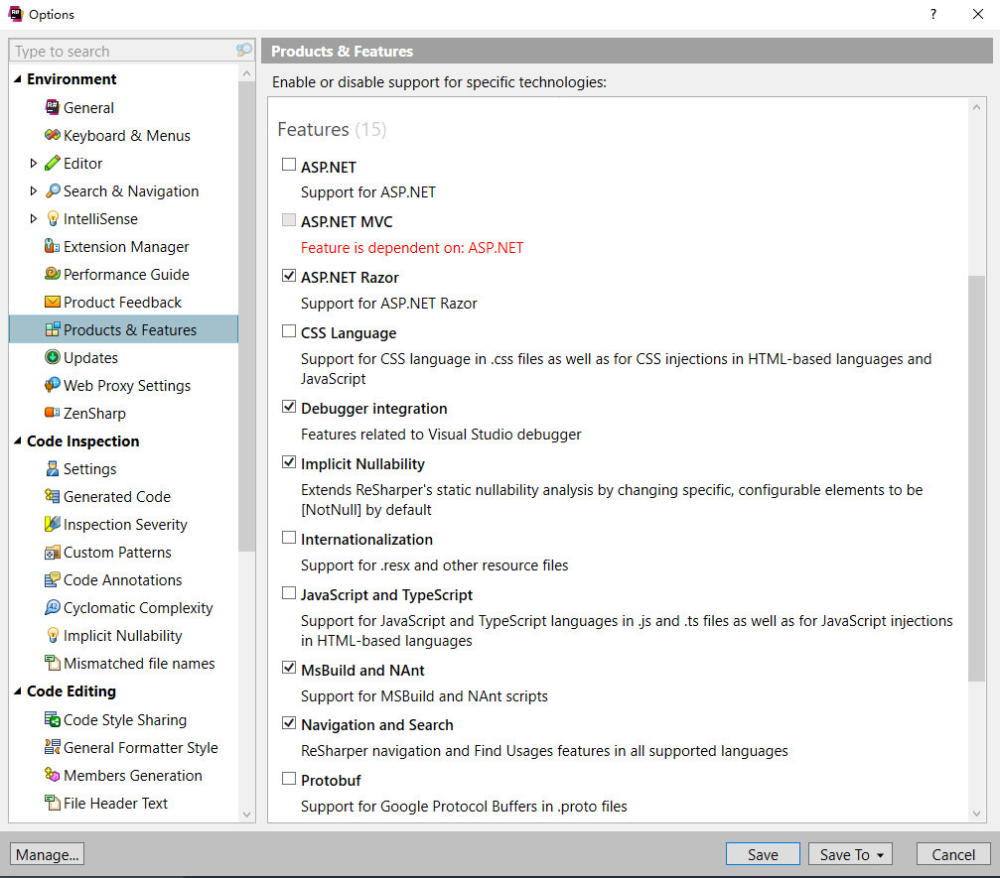 Options
?
Type to search
Environment
General
Keyboard & Menus
Editor
Search & Navigation
IntelliSense
Extension Manager
Performance Guide
Product Feedback
Products & Features
Updates
Web Proxy Settings
ZenSharp
Code Inspection
Settings
Generated Code
Inspection Severity
Custom Patterns
Code Annotations
Cyclomatic Complexity
Implicit Nullability
Mismatched file names
Code Editing
Code Style Sharing
General Formatter Style
Members Generation
File Header Text
Products & Features
Enable or disable support for specific technologies:
Features (15)
ASP.NET
Support for ASP.NET
ASP.NET MVC
Feature is dependent on: ASP.NET
ASP.NET Razor
Support for ASP.NET Razor
CSS Language
Support for CSS language in .css files as well as for CSS injections in HTML-based languages and
JavaScript
Debugger integration
Features related to Visual Studio debugger
Implicit Nullability
Extends ReSharper's static nullability analysis by changing specific, configurable elements to be
[NotNull] by default
Internationalization
Support for .resx and other resource files
JavaScript and TypeScript
Support for JavaScript and TypeScript languages in .js and .ts files as well as for JavaScript injections
in HTML-based languages
MsBuild and NAnt
Support for MSBuild and NAnt scripts
Navigation and Search
ReSharper navigation and Find Usages features in all supported languages
Protobuf
Support for Google Protocol Buffers in .proto files
Manage...
Save
Save To
Cancel